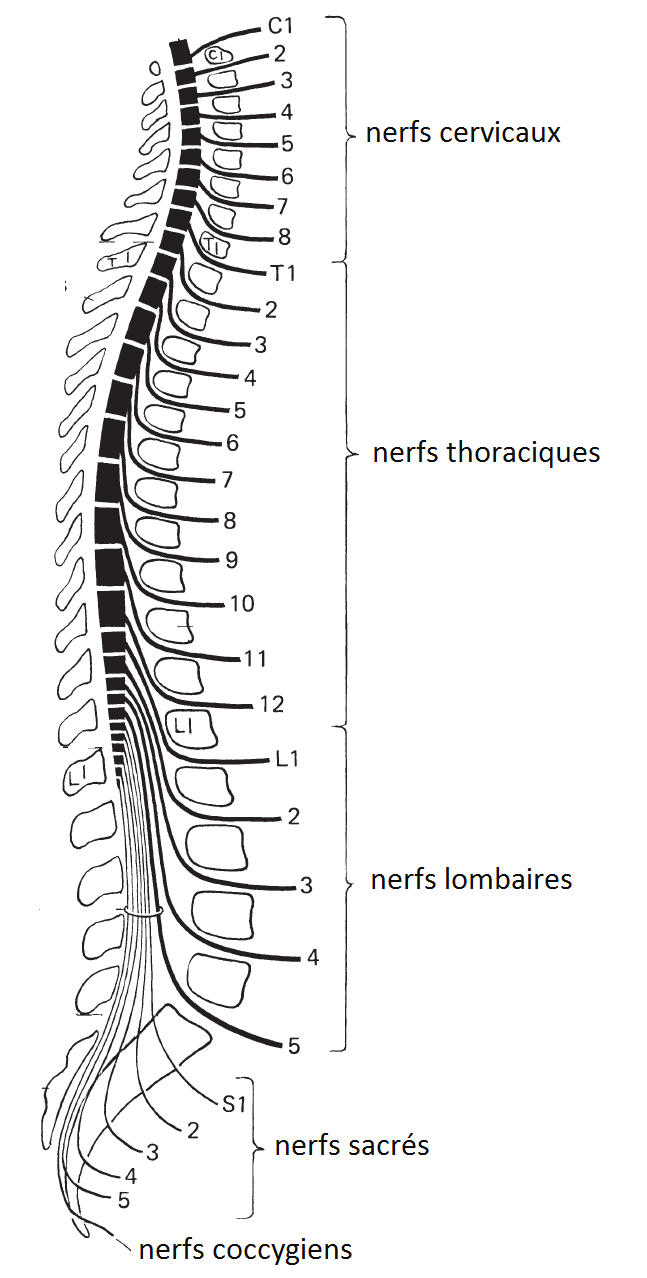 C1
C1
2
3
4
nerfs cervicaux
5
6
7
8
T1
T1
T1
2
3
4
5
6
nerfs thoraciques
7
8
9
10
11
12
L1
L1
L1
2
3
nerfs lombaires
4
5
S1
2
3
nerfs sacrés
4
5
nerfs coccygiens